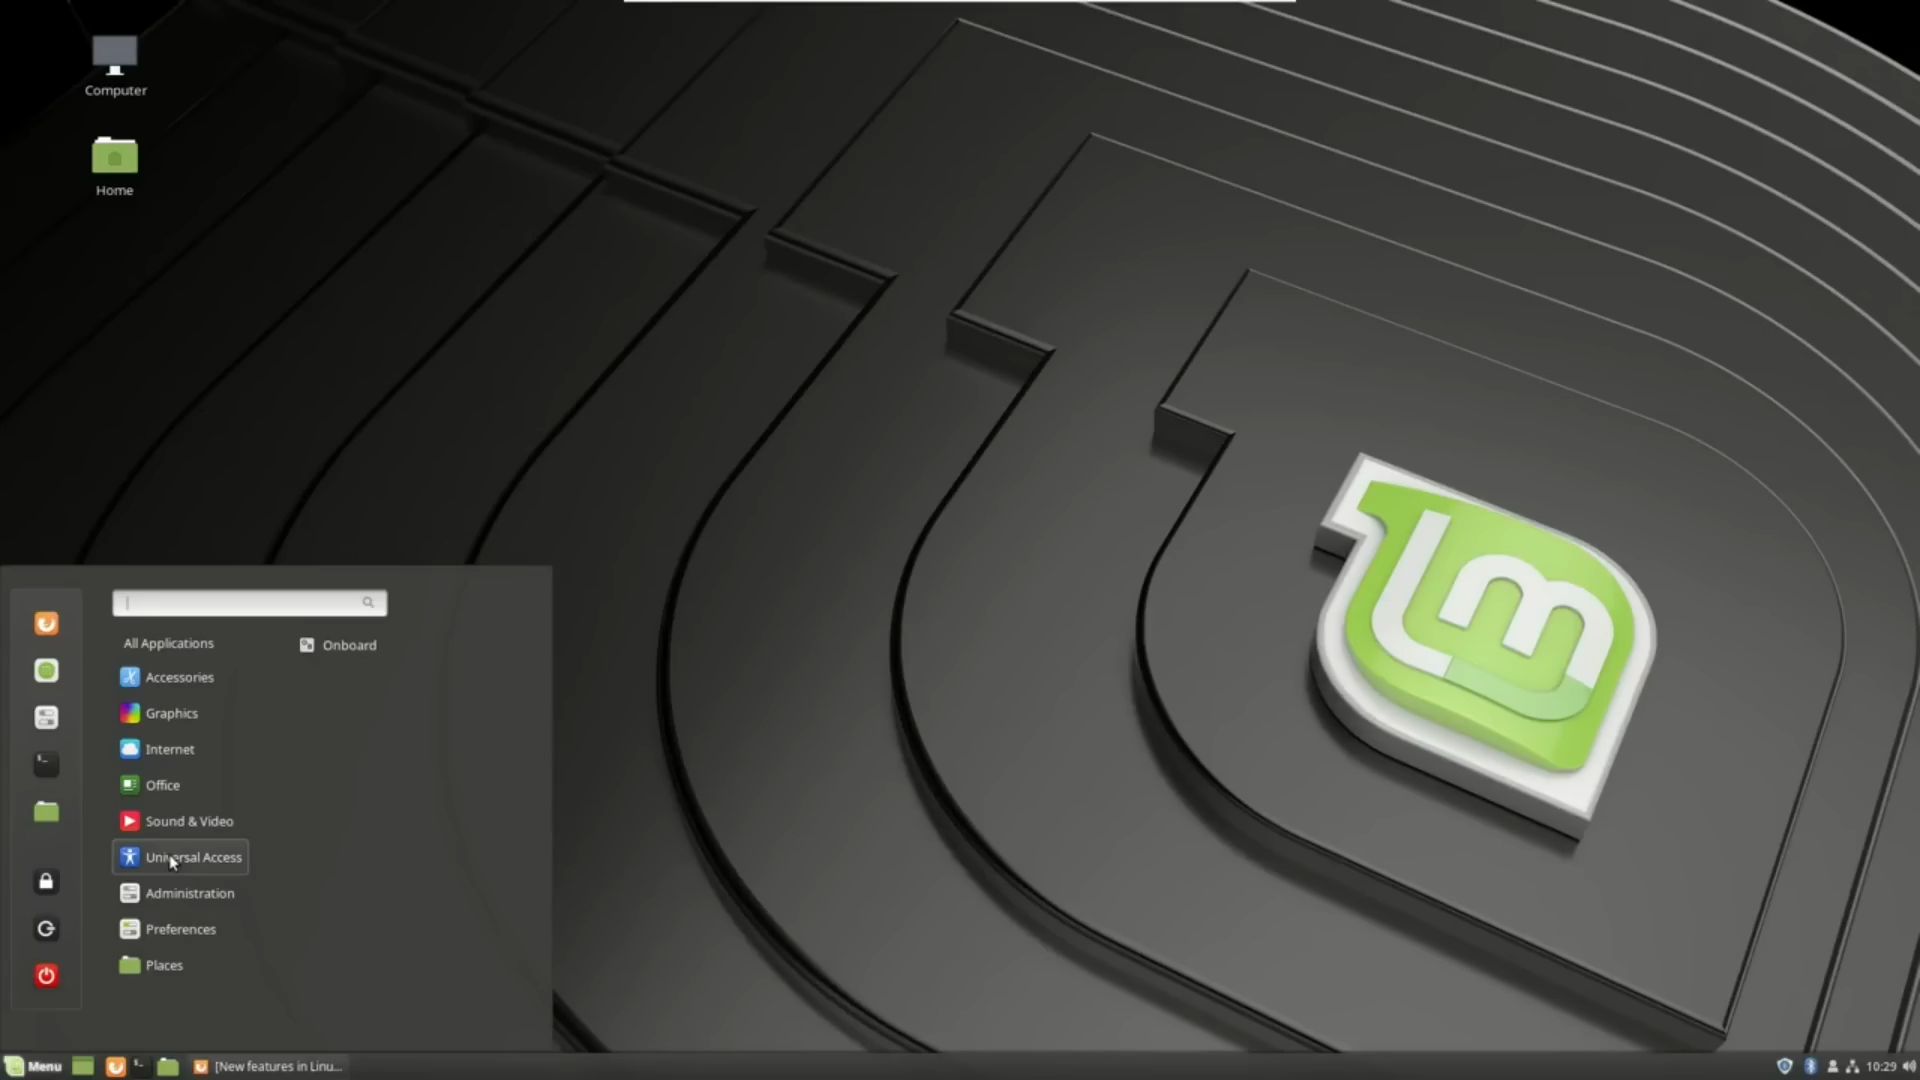 Computer
Home
All Applications
Onboard
Accessories
Graphics
Internet
Office
Sound & Video
Universal Access
Administration
Preferences
Places
Menu
[New features in Linu...
10:29
lm